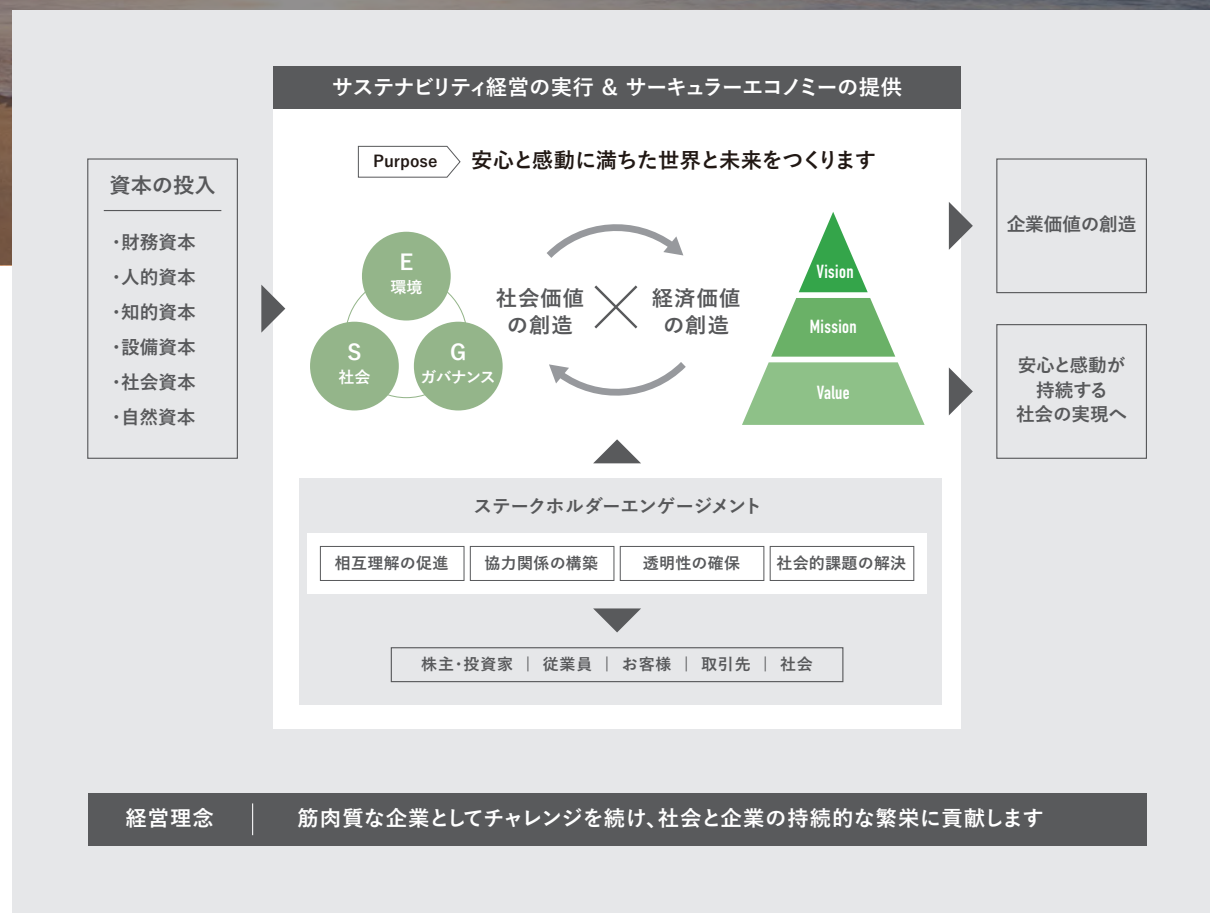 サステナビリティ経営の実行 & サーキュラーエコノミーの提供
Purpose
安心と感動に満ちた世界と未来をつくります
資本の投入
・財務資本
・人的資本
・知的資本
・設備資本
・社会資本
・自然資本
E
環境
S
社会
G
ガバナンス
社会価値
の創造
経済価値
の創造
Vision
Mission
Value
企業価値の創造
安心と感動が
持続する
社会の実現へ
ステークホルダーエンゲージメント
相互理解の促進
協力関係の構築
透明性の確保
社会的課題の解決
株主・投資家 | 従業員 | お客様 | 取引先 | 社会
経営理念 | 筋肉質な企業としてチャレンジを続け、社会と企業の持続的な繁栄に貢献します